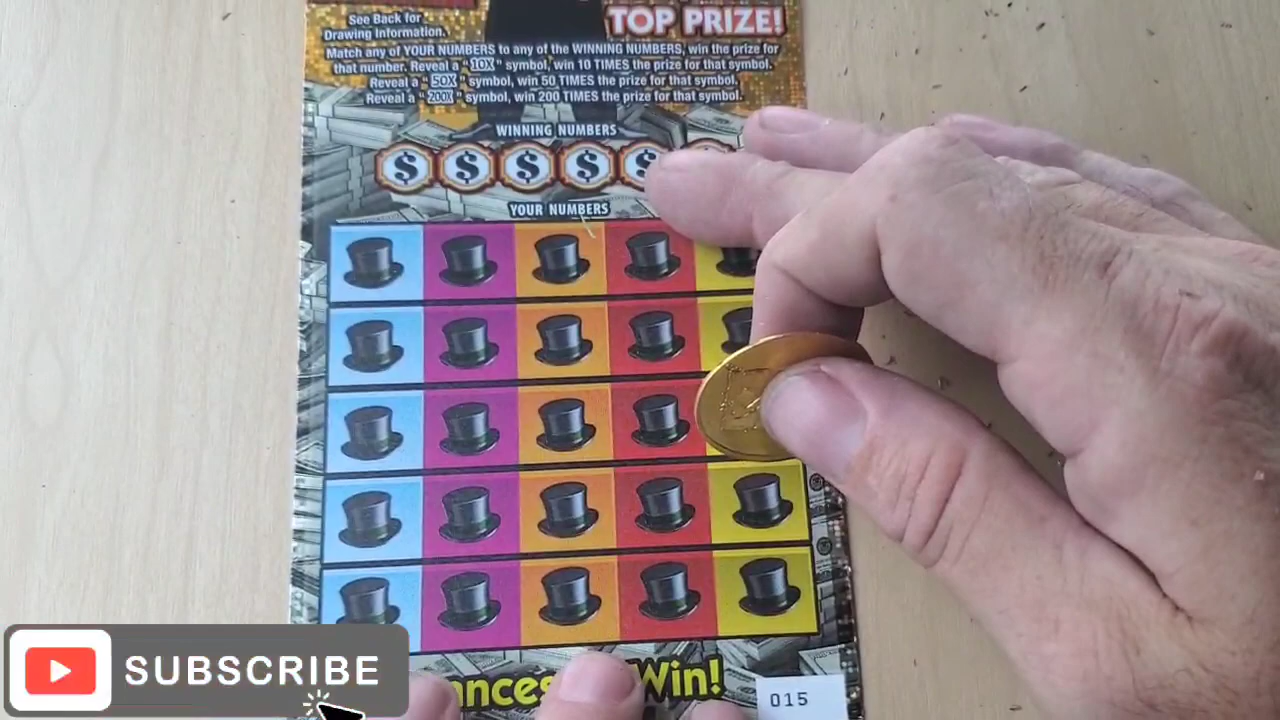 TOP PRIZE!
See Back for
Drawing Information.
Match any of YOUR NUMBERS to any of the WINNING NUMBERS, win the prize for
that number. Reveal a "10X" symbol, win 10 TIMES the prize for that symbol.
Reveal a "50X" symbol, win 50 TIMES the prize for that symbol.
Reveal a "200X" symbol, win 200 TIMES the prize for that symbol.
WINNING NUMBERS
$ $ $ $ $
YOUR NUMBERS
Win!
015
SUBSCRIBE